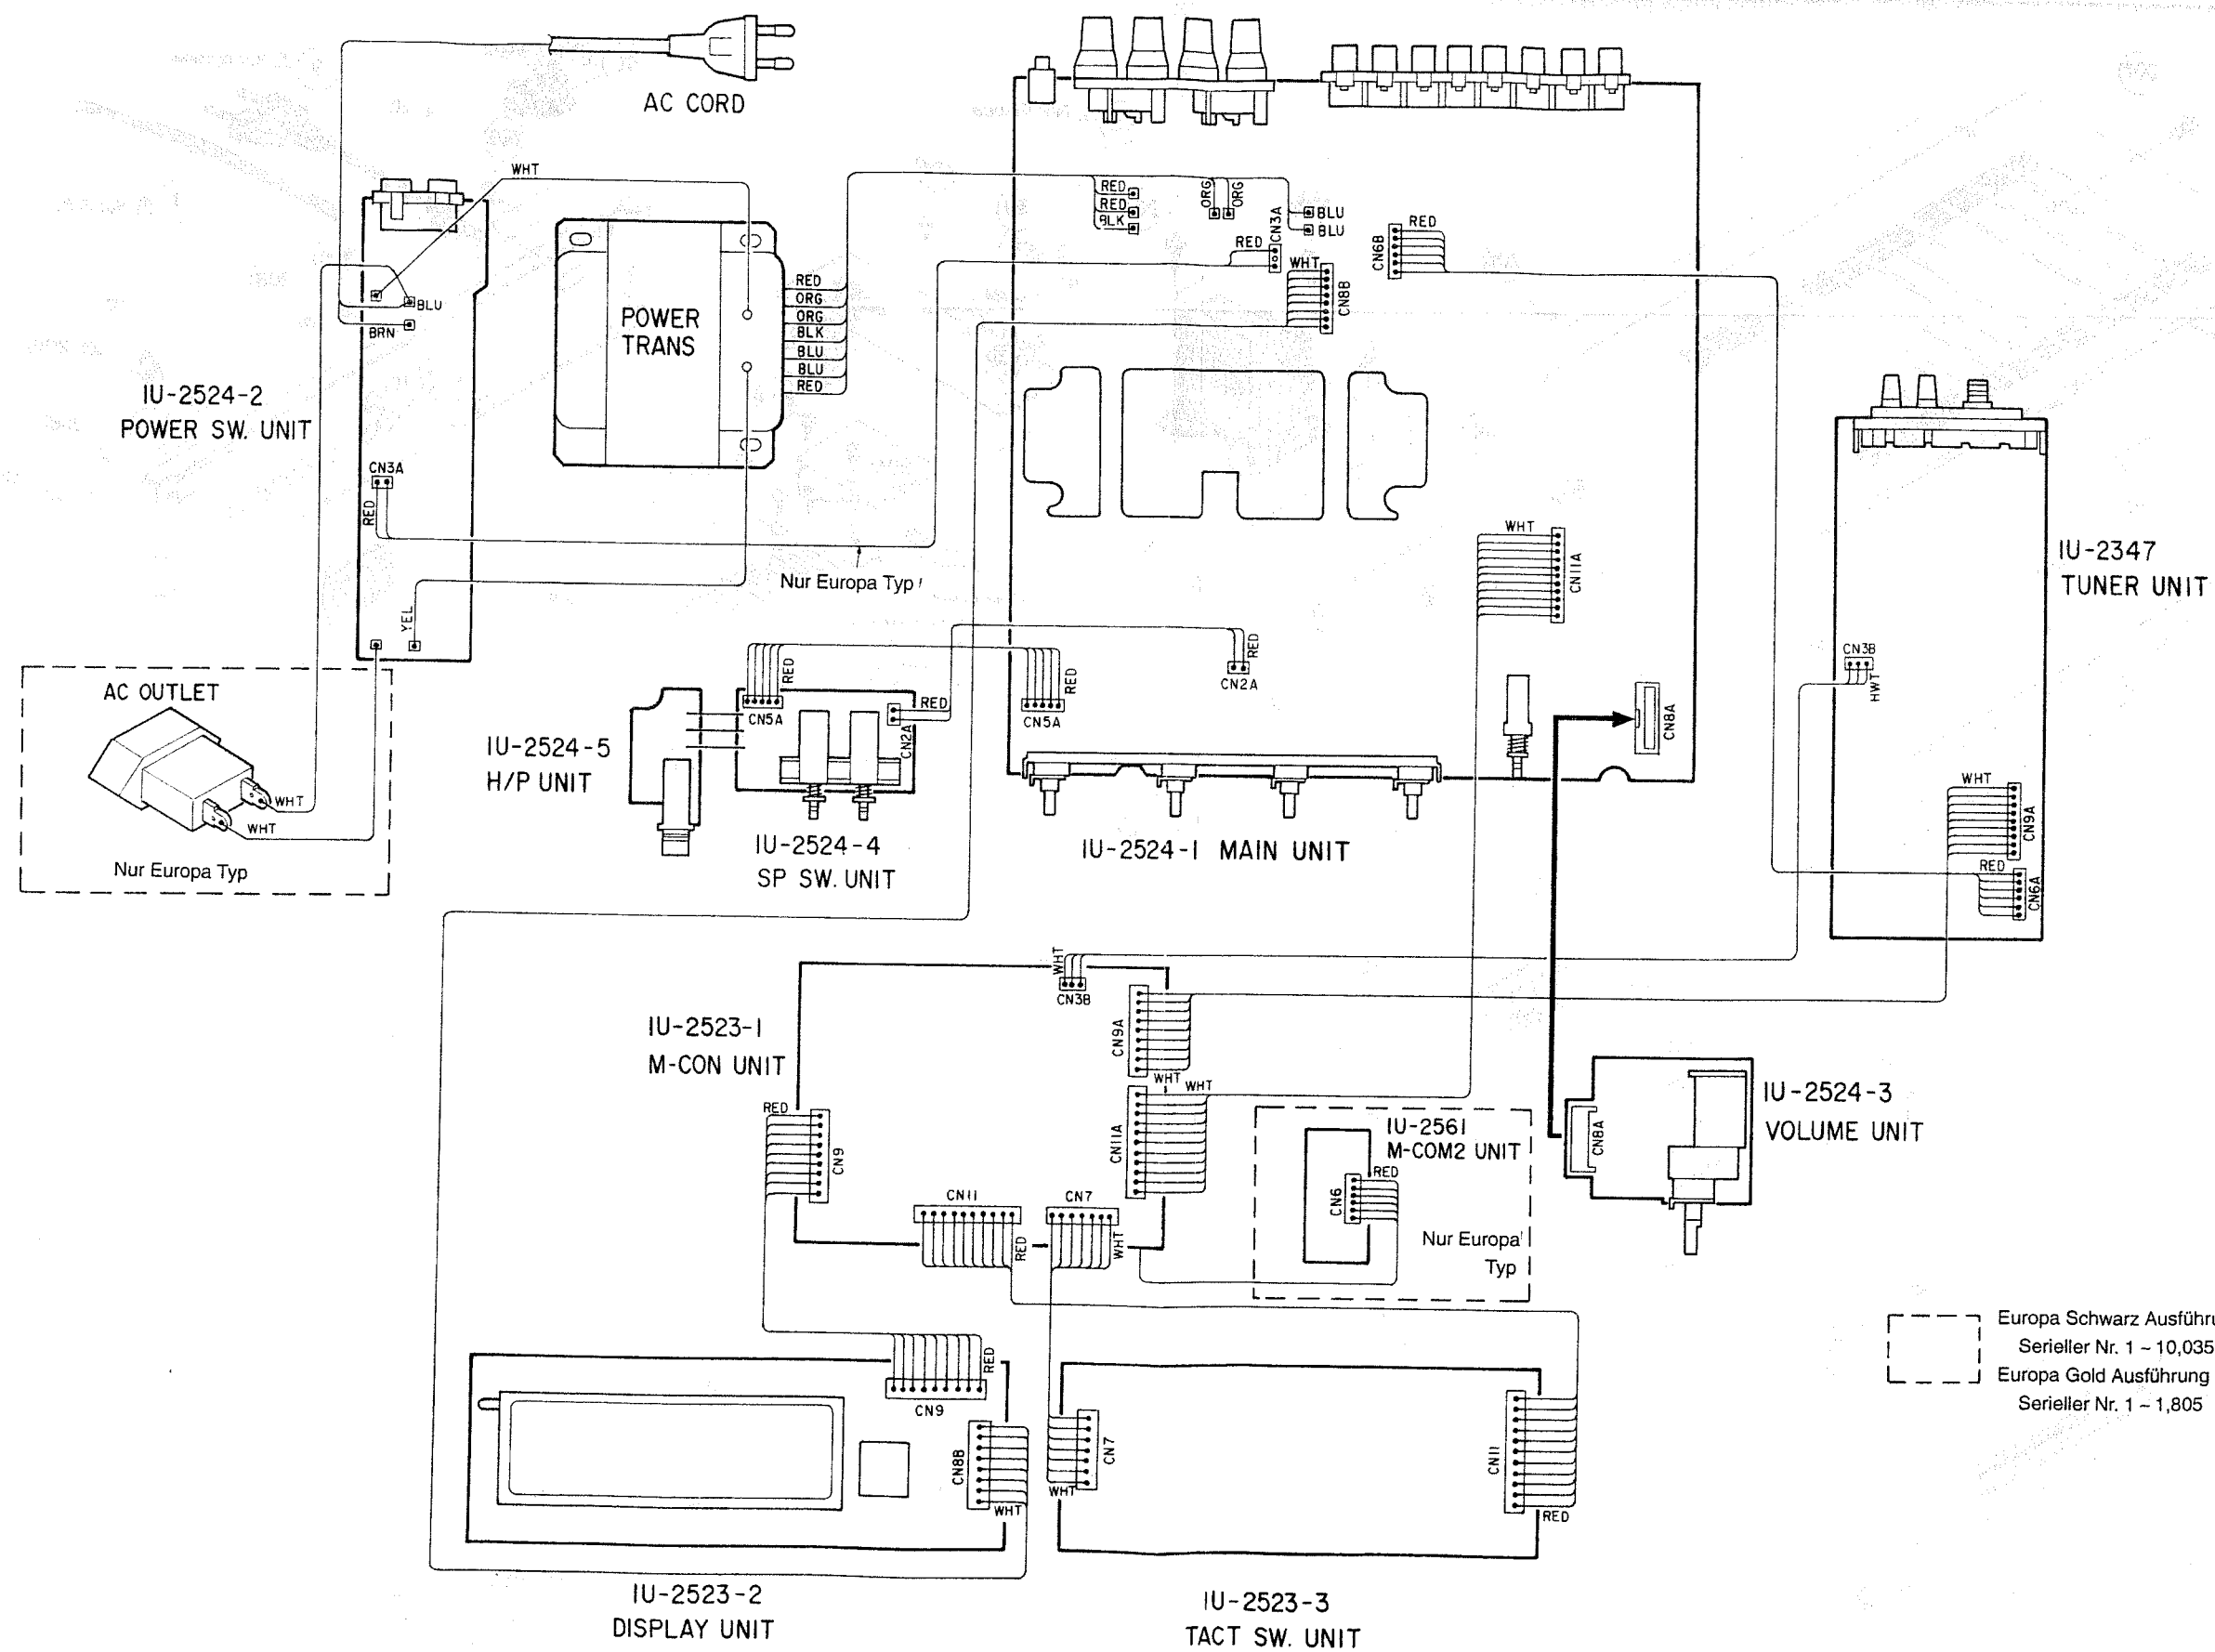 AC CORD
WHT
BLU
BRN
IU-2524-2
POWER SW. UNIT
CN3A
RED
YEL
POWER
TRANS
RED
ORG
ORG
BLK
BLU
BLU
RED
Nur Europa Typ
AC OUTLET
WHT
WHT
Nur Europa Typ
RED
RED
BLK
ORG
ORG
CN3A
RED
BLU
BLU
WHT
CN8B
CN6B
RED
WHT
CN11A
RED
CN2A
RED
CN5A
CN8A
IU-2524-1 MAIN UNIT
RED
CN5A
RED
CN2A
IU-2524-5
H/P UNIT
IU-2524-4
SP SW. UNIT
IU-2347
TUNER UNIT
CN3B
WHT
WHT
CN9A
RED
CN6A
IU-2523-1
M-CON UNIT
WHT
CN3B
CN9A
WHT
WHT
CN11A
RED
CN9
CN11
RED
CN7
WHT
IU-2561
M-COM2 UNIT
RED
CN6
Nur Europa
Typ
CN8A
IU-2524-3
VOLUME UNIT
Europa Schwarz Ausführu
Serieller Nr. 1 ~ 10,035
Europa Gold Ausführung
Serieller Nr. 1 ~ 1,805
RED
CN9
CN8B
WHT
IU-2523-2
DISPLAY UNIT
CN7
WHT
CN11
RED
IU-2523-3
TACT SW. UNIT